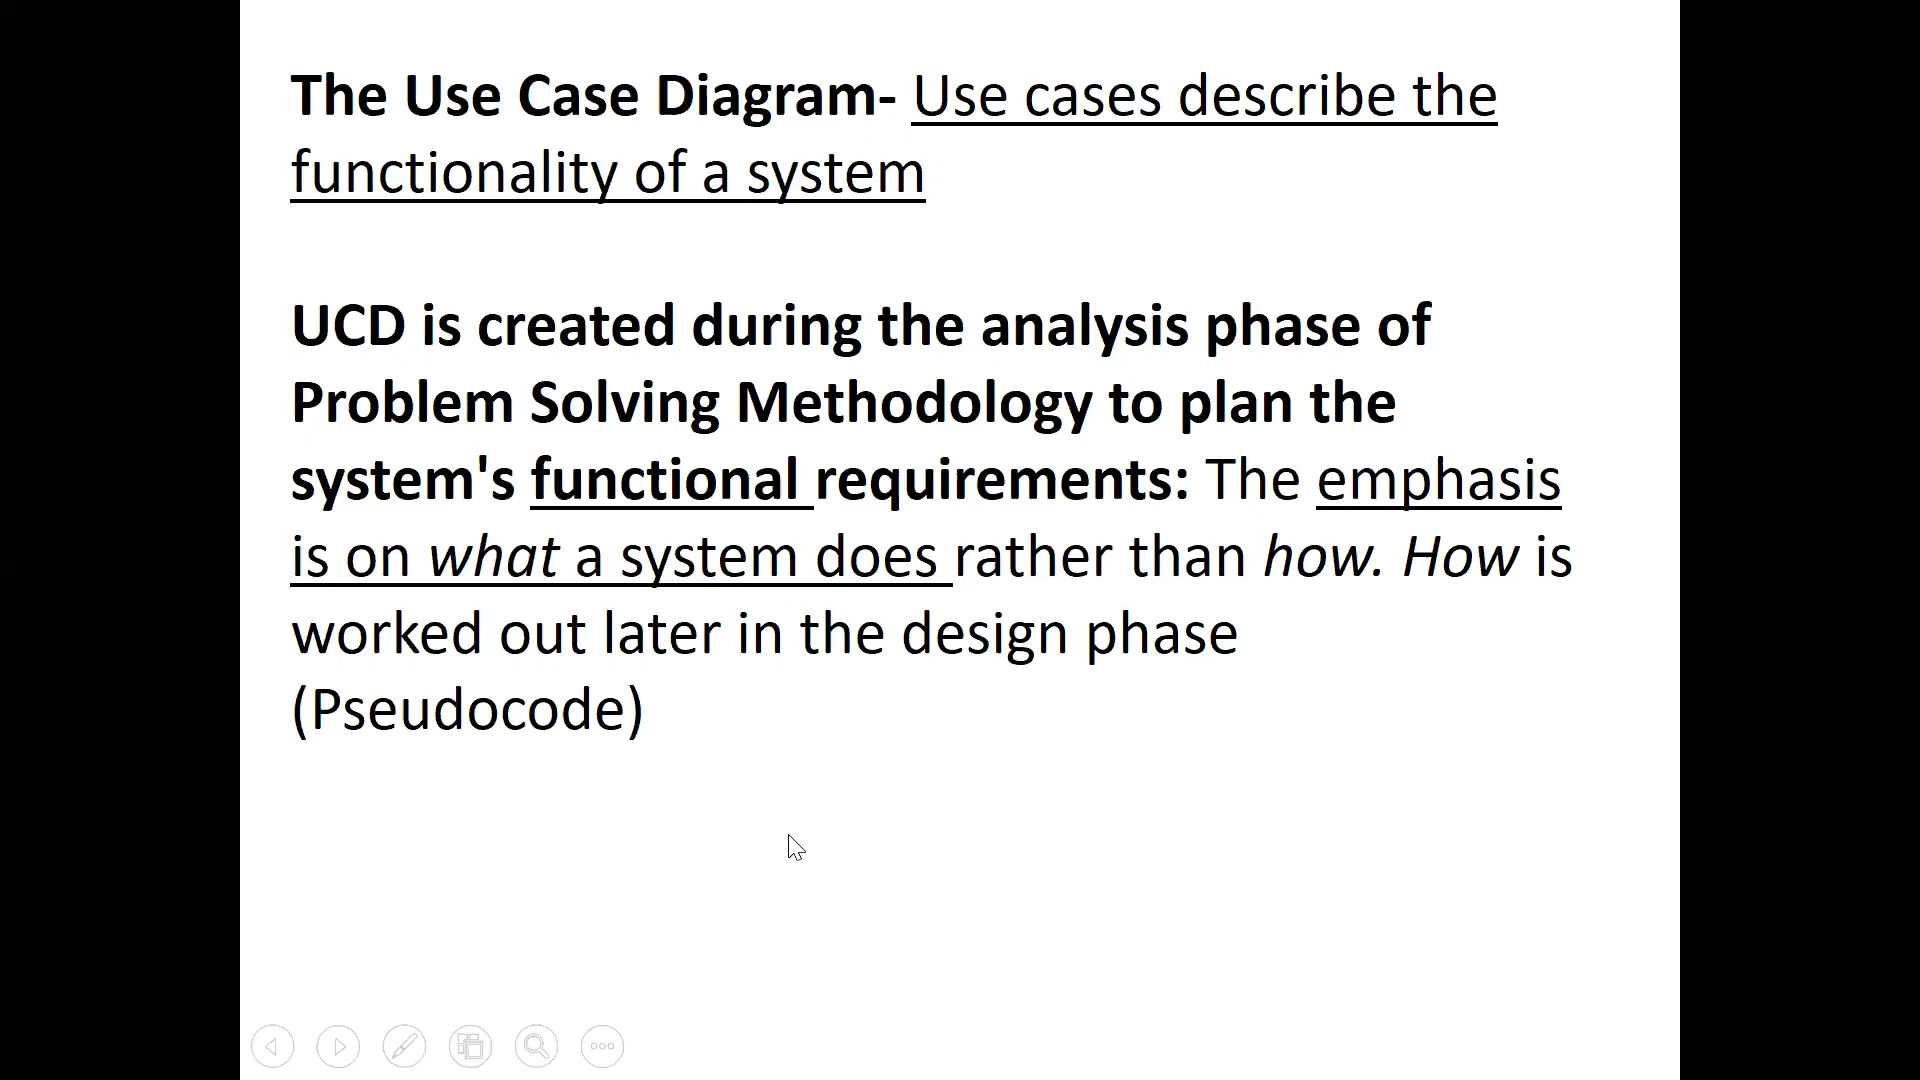 The Use Case Diagram- Use cases describe the
functionality of a system
UCD is created during the analysis phase of
Problem Solving Methodology to plan the
system's functional requirements: The emphasis
is on what a system does rather than how. How is
worked out later in the design phase
(Pseudocode)